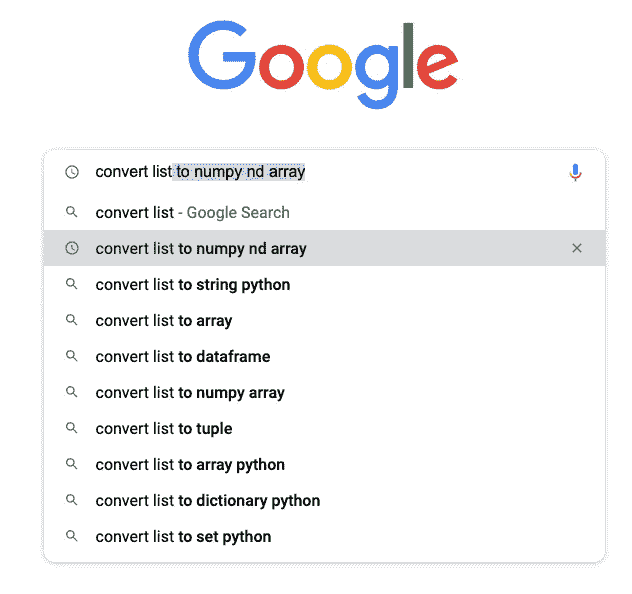 Google
convert list to numpy nd array
convert list - Google Search
convert list to numpy nd array
convert list to string python
convert list to array
convert list to dataframe
convert list to numpy array
convert list to tuple
convert list to array python
convert list to dictionary python
convert list to set python